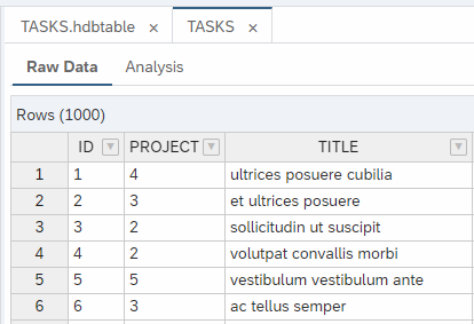 TASKS.hdbtable × TASKS ×
Raw Data Analysis
Rows (1000)
ID PROJECT TITLE
1 1 4 ultrices posuere cubilia
2 2 3 et ultrices posuere
3 3 2 sollicitudin ut suscipit
4 4 2 volutpat convallis morbi
5 5 5 vestibulum vestibulum ante
6 6 3 ac tellus semper